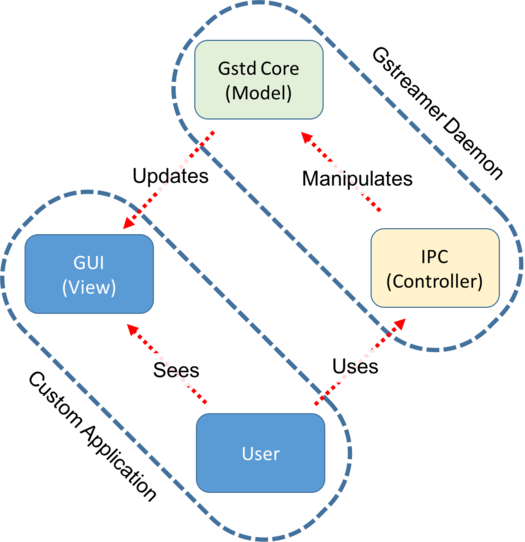 Gstd Core
(Model)
Gstreamer Daemon
Updates
Manipulates
GUI
(View)
IPC
(Controller)
Sees
Uses
Custom Application
User